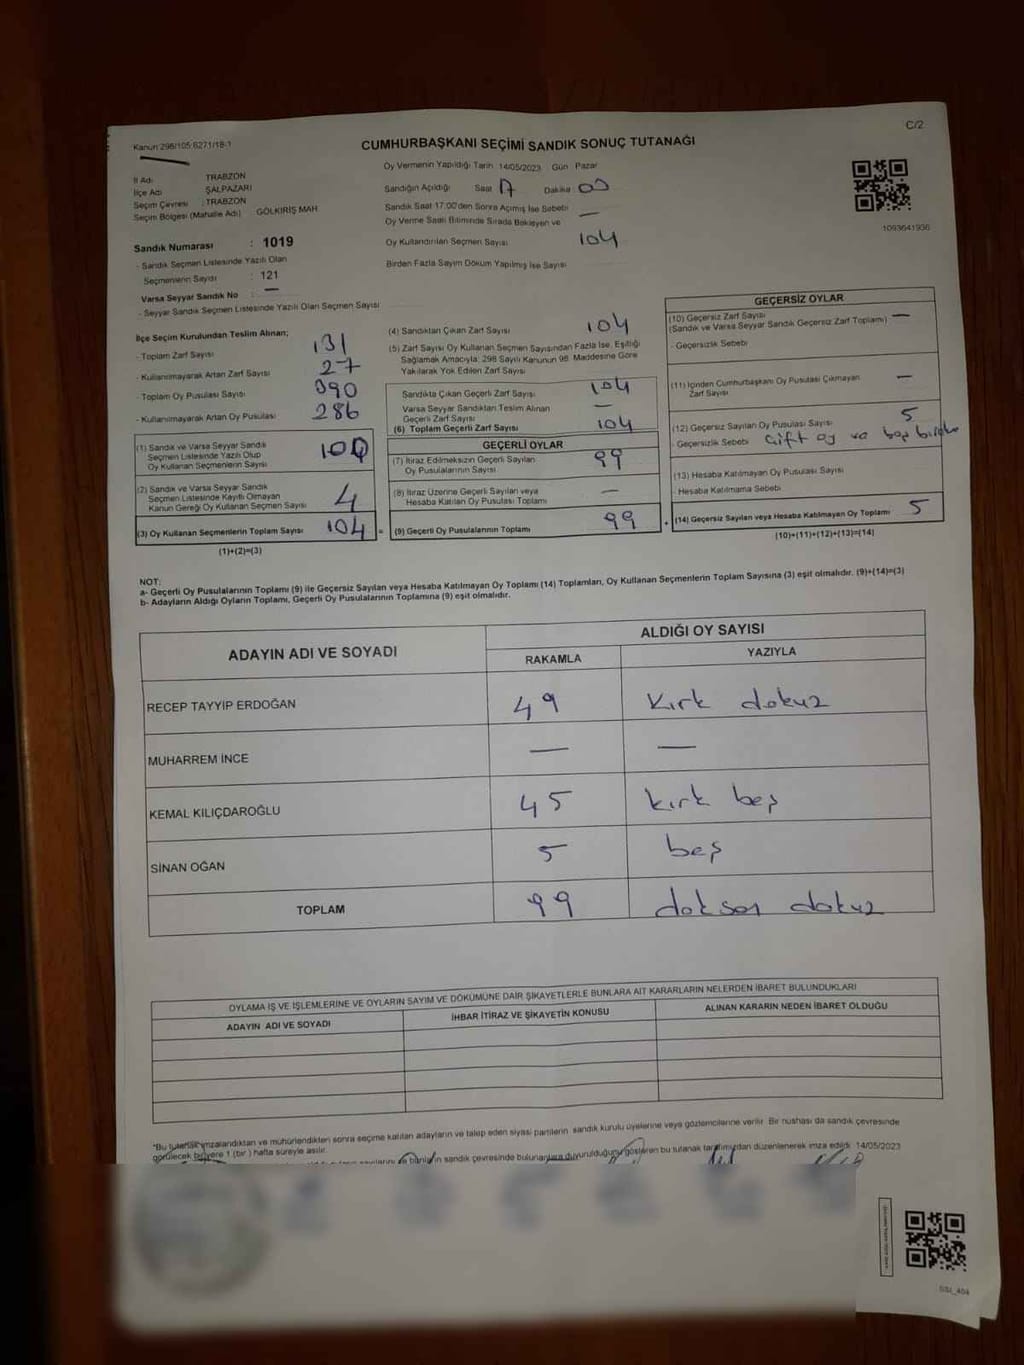 C/2
Kanun 298/105:6271/18-1
CUMHURBAŞKANI SEÇİMİ SANDIK SONUÇ TUTANAĞI
İl Adı TRABZON
İlçe Adı ŞALPAZARI
Seçim Çevresi : TRABZON
Seçim Bölgesi (Mahalle Adı) GÖLKİRİŞ MAH
Sandık Numarası : 1019
- Sandık Seçmen Listesinde Yazılı Olan
Seçmenlerin Sayısı : 121
Varsa Seyyar Sandık No —
- Seyyar Sandık Seçmen Listesinde Yazılı Olan Seçmen Sayısı
Oy Vermenin Yapıldığı Tarih 14/05/2023 Gün Pazar
Sandığın Açıldığı Saat 17 Dakika 00
Sandık Saat 17:00'den Sonra Açılmış İse Sebebi —
Oy Verme Saati Bitiminde Sırada Bekleyen ve
Oy Kullandırılan Seçmen Sayısı 104
Birden Fazla Sayım Döküm Yapılmış İse Sayısı
1093641936
İlçe Seçim Kurulundan Teslim Alınan;
- Toplam Zarf Sayısı 131
- Kullanılmayarak Artan Zarf Sayısı 27
- Toplam Oy Pusulası Sayısı 390
- Kullanılmayarak Artan Oy Pusulası 286
(1) Sandık ve Varsa Seyyar Sandık
Seçmen Listesinde Yazılı Olup
Oy Kullanan Seçmenlerin Sayısı 100
(2) Sandık ve Varsa Seyyar Sandık
Seçmen Listesinde Kayıtlı Olmayan
Kanun Gereği Oy Kullanan Seçmen Sayısı 4
(3) Oy Kullanan Seçmenlerin Toplam Sayısı 104 =
(1)+(2)=(3)
(4) Sandıktan Çıkan Zarf Sayısı 104
(5) Zarf Sayısı Oy Kullanan Seçmen Sayısından Fazla İse, Eşitliği
Sağlamak Amacıyla, 298 Sayılı Kanunun 98. Maddesine Göre
Yakılarak Yok Edilen Zarf Sayısı
Sandıkta Çıkan Geçerli Zarf Sayısı 104
Varsa Seyyar Sandıktan Teslim Alınan
Geçerli Zarf Sayısı —
(6) Toplam Geçerli Zarf Sayısı 104
GEÇERLİ OYLAR
(7) İtiraz Edilmeksizin Geçerli Sayılan
Oy Pusulalarının Sayısı 99
(8) İtiraz Üzerine Geçerli Sayılan veya
Hesaba Katılan Oy Pusulası Toplamı —
(9) Geçerli Oy Pusulalarının Toplamı 99 +
GEÇERSİZ OYLAR
(10) Geçersiz Zarf Sayısı —
(Sandık ve Varsa Seyyar Sandık Geçersiz Zarf Toplamı)
- Geçersizlik Sebebi
(11) İçinden Cumhurbaşkanı Oy Pusulası Çıkmayan
Zarf Sayısı —
(12) Geçersiz Sayılan Oy Pusulası Sayısı 5
- Geçersizlik Sebebi Çift oy ve boş
(13) Hesaba Katılmayan Oy Pusulası Sayısı
- Hesaba Katılmama Sebebi
(14) Geçersiz Sayılan veya Hesaba Katılmayan Oy Toplamı 5
(10)+(11)+(12)+(13)=(14)
NOT:
a- Geçerli Oy Pusulalarının Toplamı (9) ile Geçersiz Sayılan veya Hesaba Katılmayan Oy Toplamı (14) Toplamları, Oy Kullanan Seçmenlerin Toplam Sayısına (3) eşit olmalıdır. (9)+(14)=(3)
b- Adayların Aldığı Oyların Toplamı, Geçerli Oy Pusulalarının Toplamına (9) eşit olmalıdır.
ADAYIN ADI VE SOYADI
ALDIĞI OY SAYISI
RAKAMLA YAZIYLA
RECEP TAYYİP ERDOĞAN 49 Kırk dokuz
MUHARREM İNCE — —
KEMAL KILIÇDAROĞLU 45 kırk beş
SİNAN OĞAN 5 beş
TOPLAM 99 doksan dokuz
OYLAMA İŞ VE İŞLEMLERİNE VE OYLARIN SAYIM VE DÖKÜMÜNE DAİR ŞİKAYETLERLE BUNLARA AİT KARARLARIN NELERDEN İBARET BULUNDUKLARI
ADAYIN ADI VE SOYADI İHBAR İTİRAZ VE ŞİKAYETİN KONUSU ALINAN KARARIN NEDEN İBARET OLDUĞU
*Bu tutanak imzalandıktan ve mühürlendikten sonra seçime katılan adayların ve talep eden siyasi partilerin sandık kurulu üyelerine veya gözlemcilerine verilir. Bir nüshası da sandık çevresinde
görülecek bir yere 1 (bir ) hafta süreyle asılır.
sandık çevresinde bulunanlara duyurulduğunu gösteren bu tutanak tarafımızdan düzenlenerek imza edildi. 14/05/2023
SSI_404